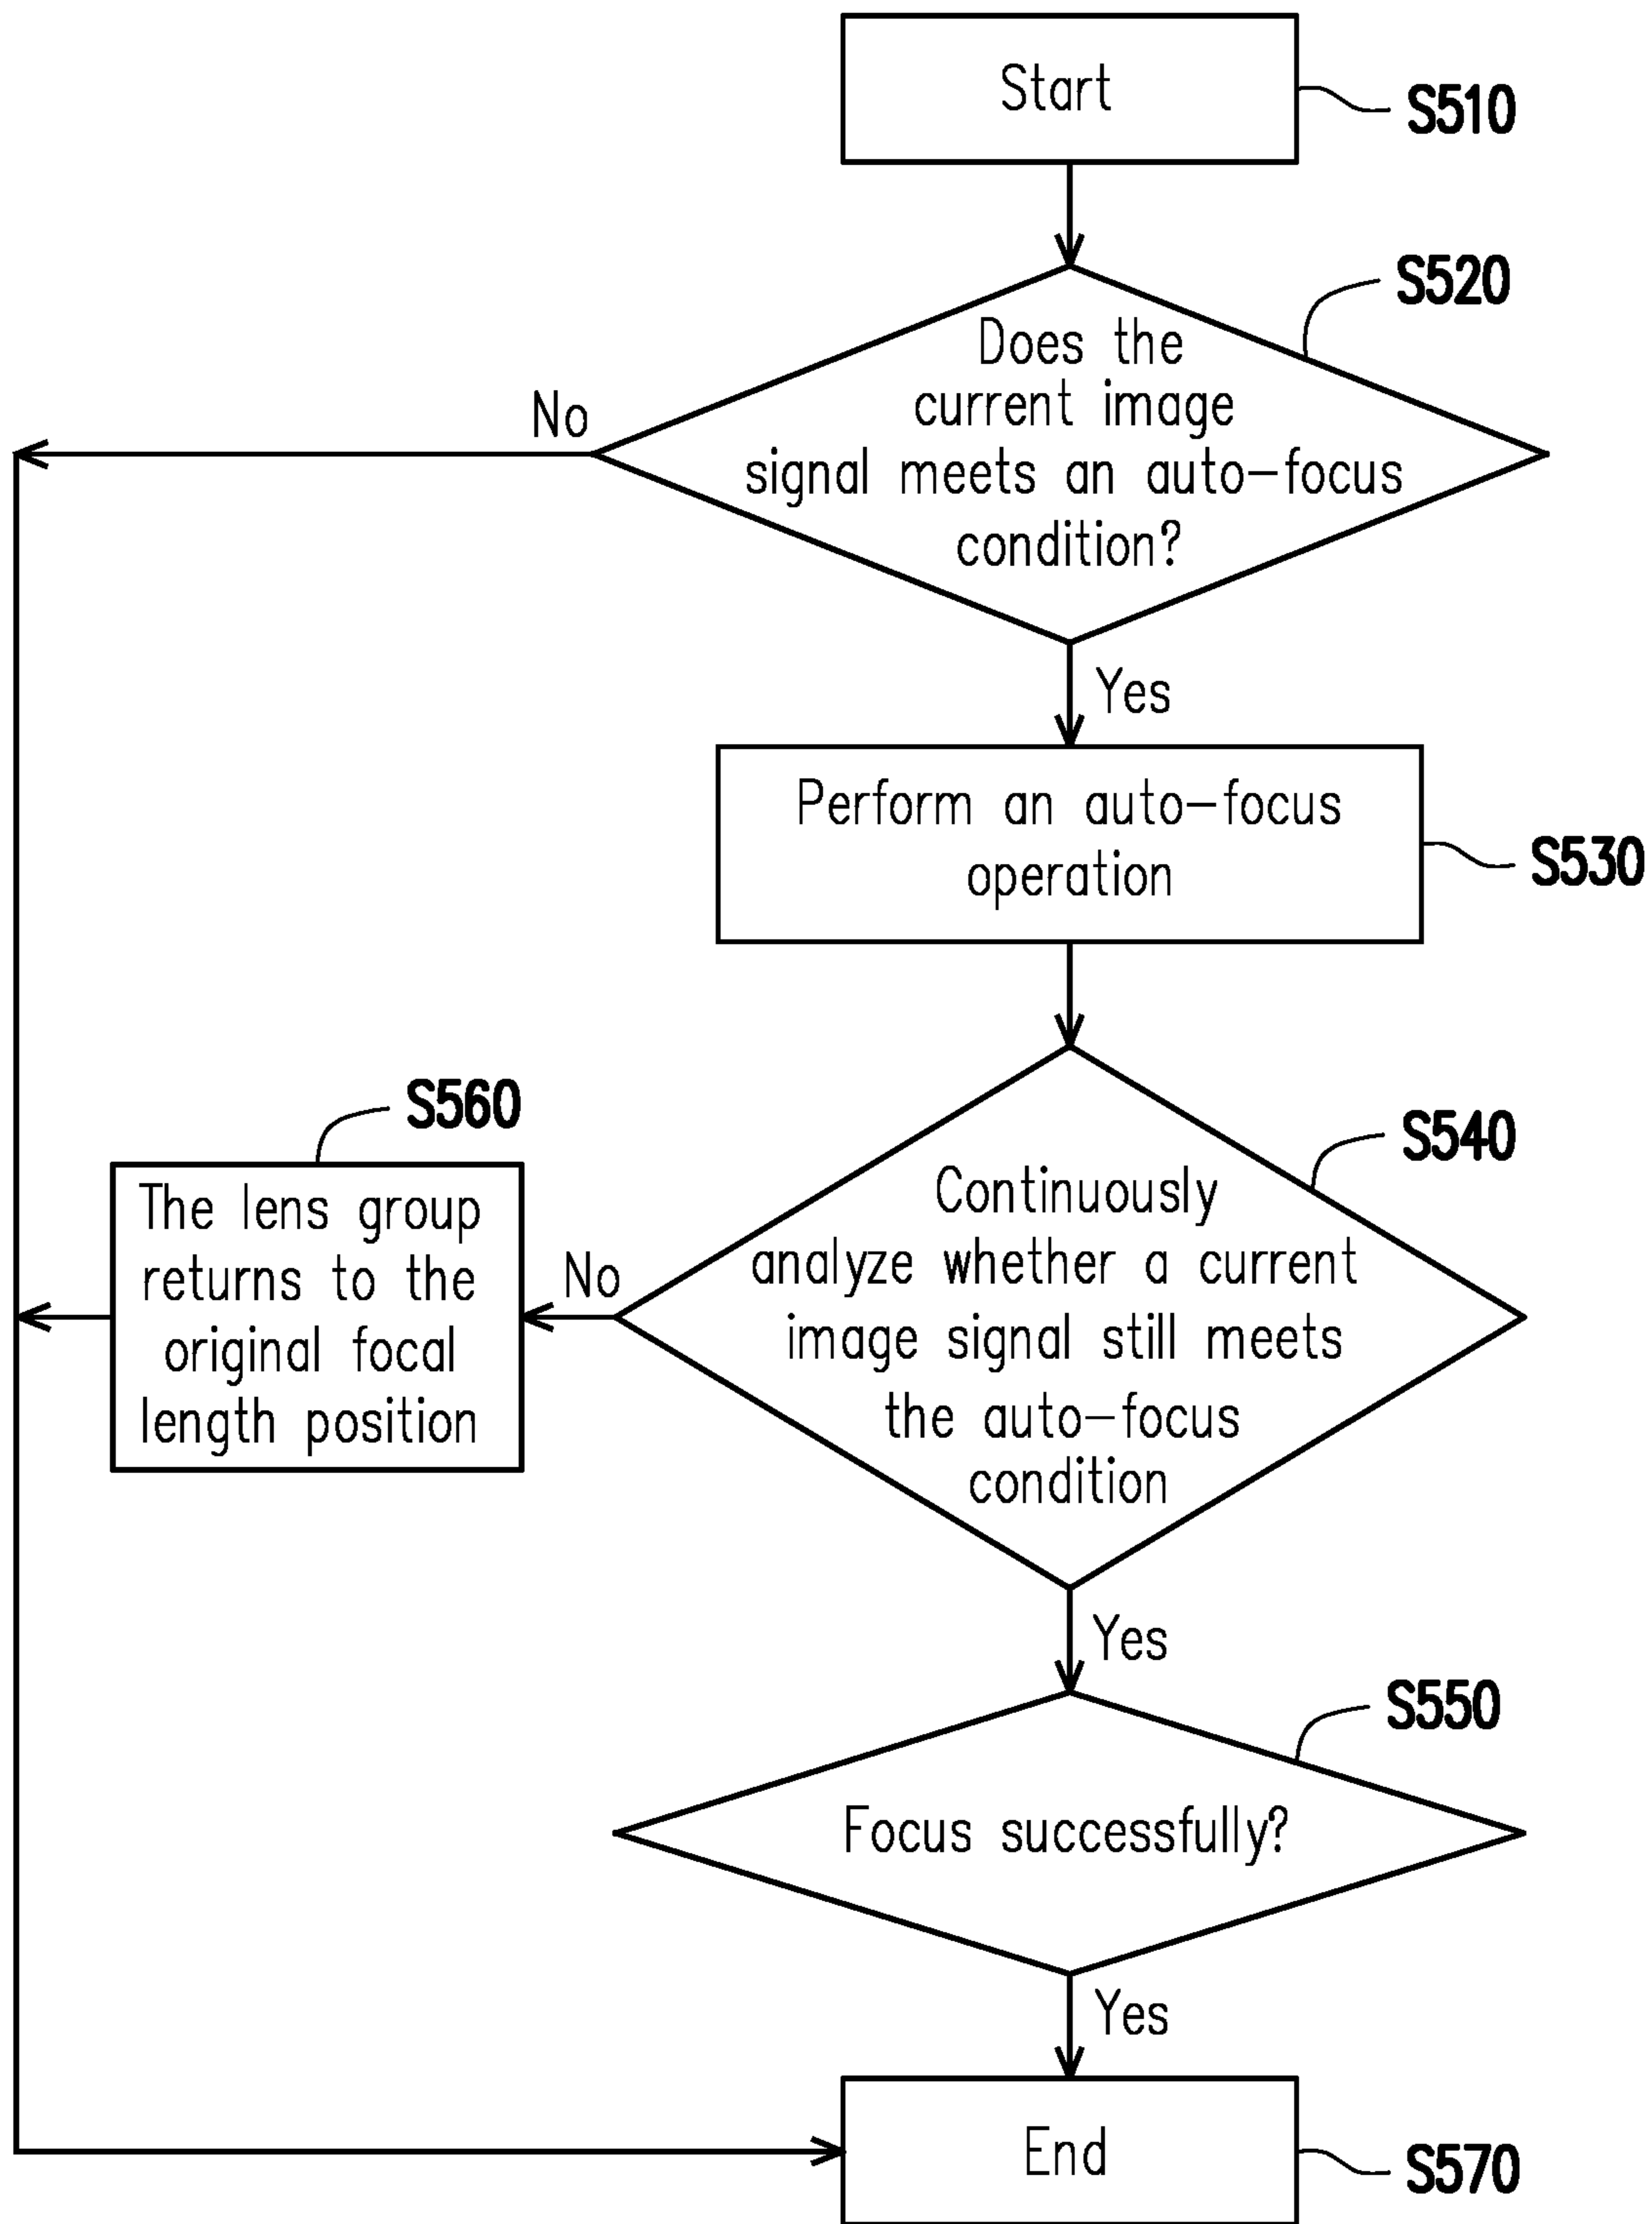 Start
S510
S520
Does the
current image
signal meets an auto-focus
condition?
No
Yes
Perform an auto-focus
operation
S530
S560
The lens group
returns to the
original focal
length position
No
S540
Continuously
analyze whether a current
image signal still meets
the auto-focus
condition
Yes
S550
Focus successfully?
Yes
End
S570